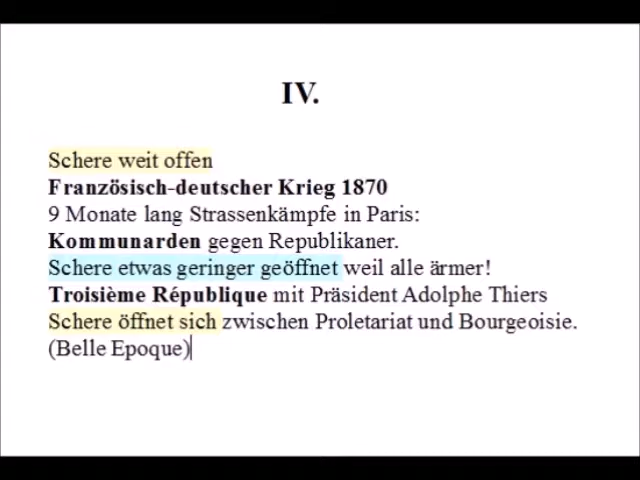 IV.
Schere weit offen
Französisch-deutscher Krieg 1870
9 Monate lang Strassenkämpfe in Paris:
Kommunarden gegen Republikaner.
Schere etwas geringer geöffnet weil alle ärmer!
Troisième République mit Präsident Adolphe Thiers
Schere öffnet sich zwischen Proletariat und Bourgeoisie.
(Belle Epoque)